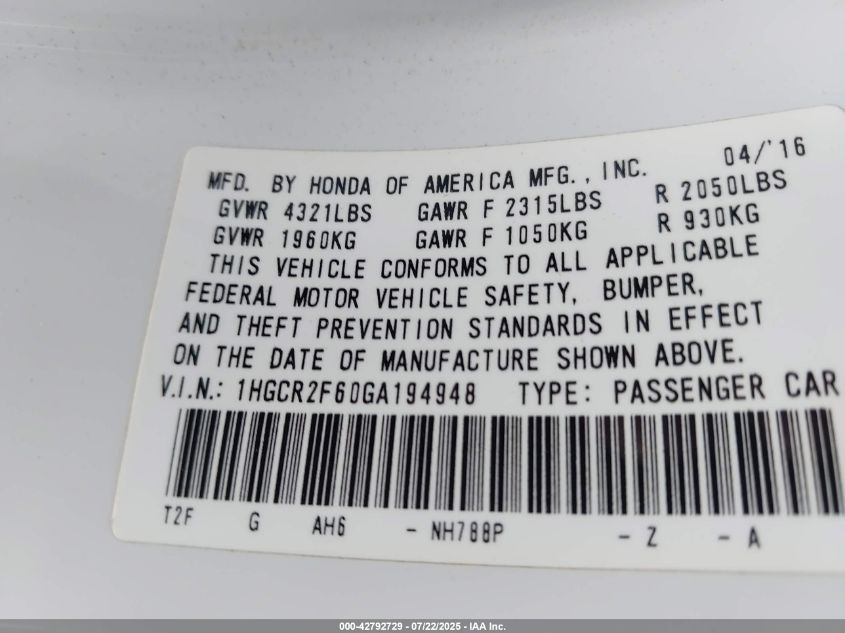 MFD. BY HONDA OF AMERICA MFG., INC. 04/'16
GVWR 4321LBS GAWR F 2315LBS R 2050LBS
GVWR 1960KG GAWR F 1050KG R 930KG
THIS VEHICLE CONFORMS TO ALL APPLICABLE
FEDERAL MOTOR VEHICLE SAFETY, BUMPER,
AND THEFT PREVENTION STANDARDS IN EFFECT
ON THE DATE OF MANUFACTURE SHOWN ABOVE.
V.I.N.: 1HGCR2F60GA194948 TYPE: PASSENGER CAR
T2F G AH6 - NH788P - Z - A
000-42792729 - 07/22/2025 - IAA Inc.